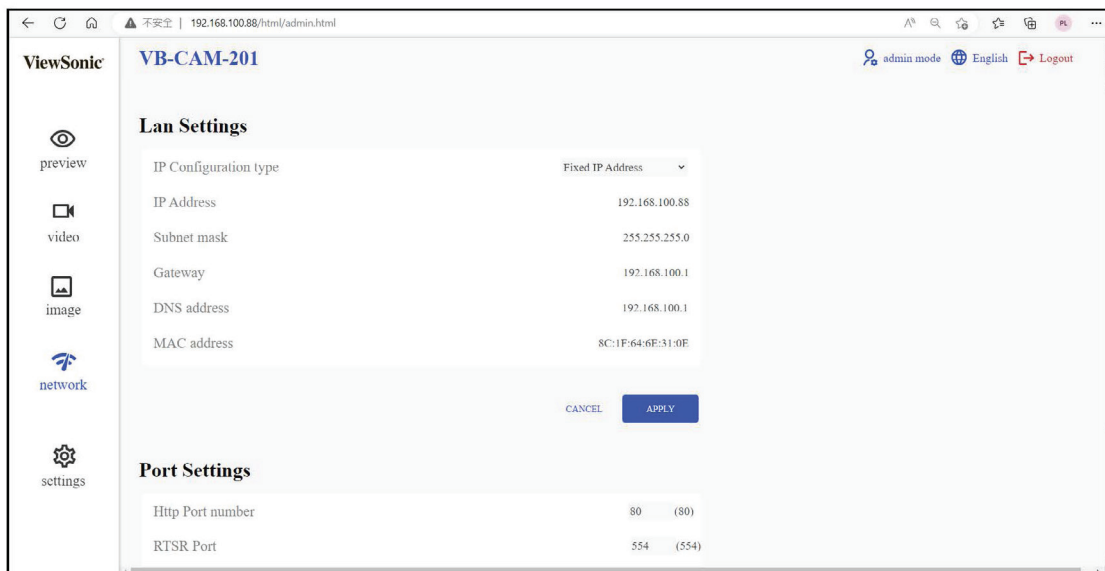 不安全 | 192.168.100.88/html/admin.html
PL
ViewSonic
VB-CAM-201
admin mode English Logout
preview
video
image
network
settings
Lan Settings
IP Configuration type Fixed IP Address
IP Address 192.168.100.88
Subnet mask 255.255.255.0
Gateway 192.168.100.1
DNS address 192.168.100.1
MAC address 8C:1F:64:6E:31:0E
CANCEL APPLY
Port Settings
Http Port number 80 (80)
RTSR Port 554 (554)